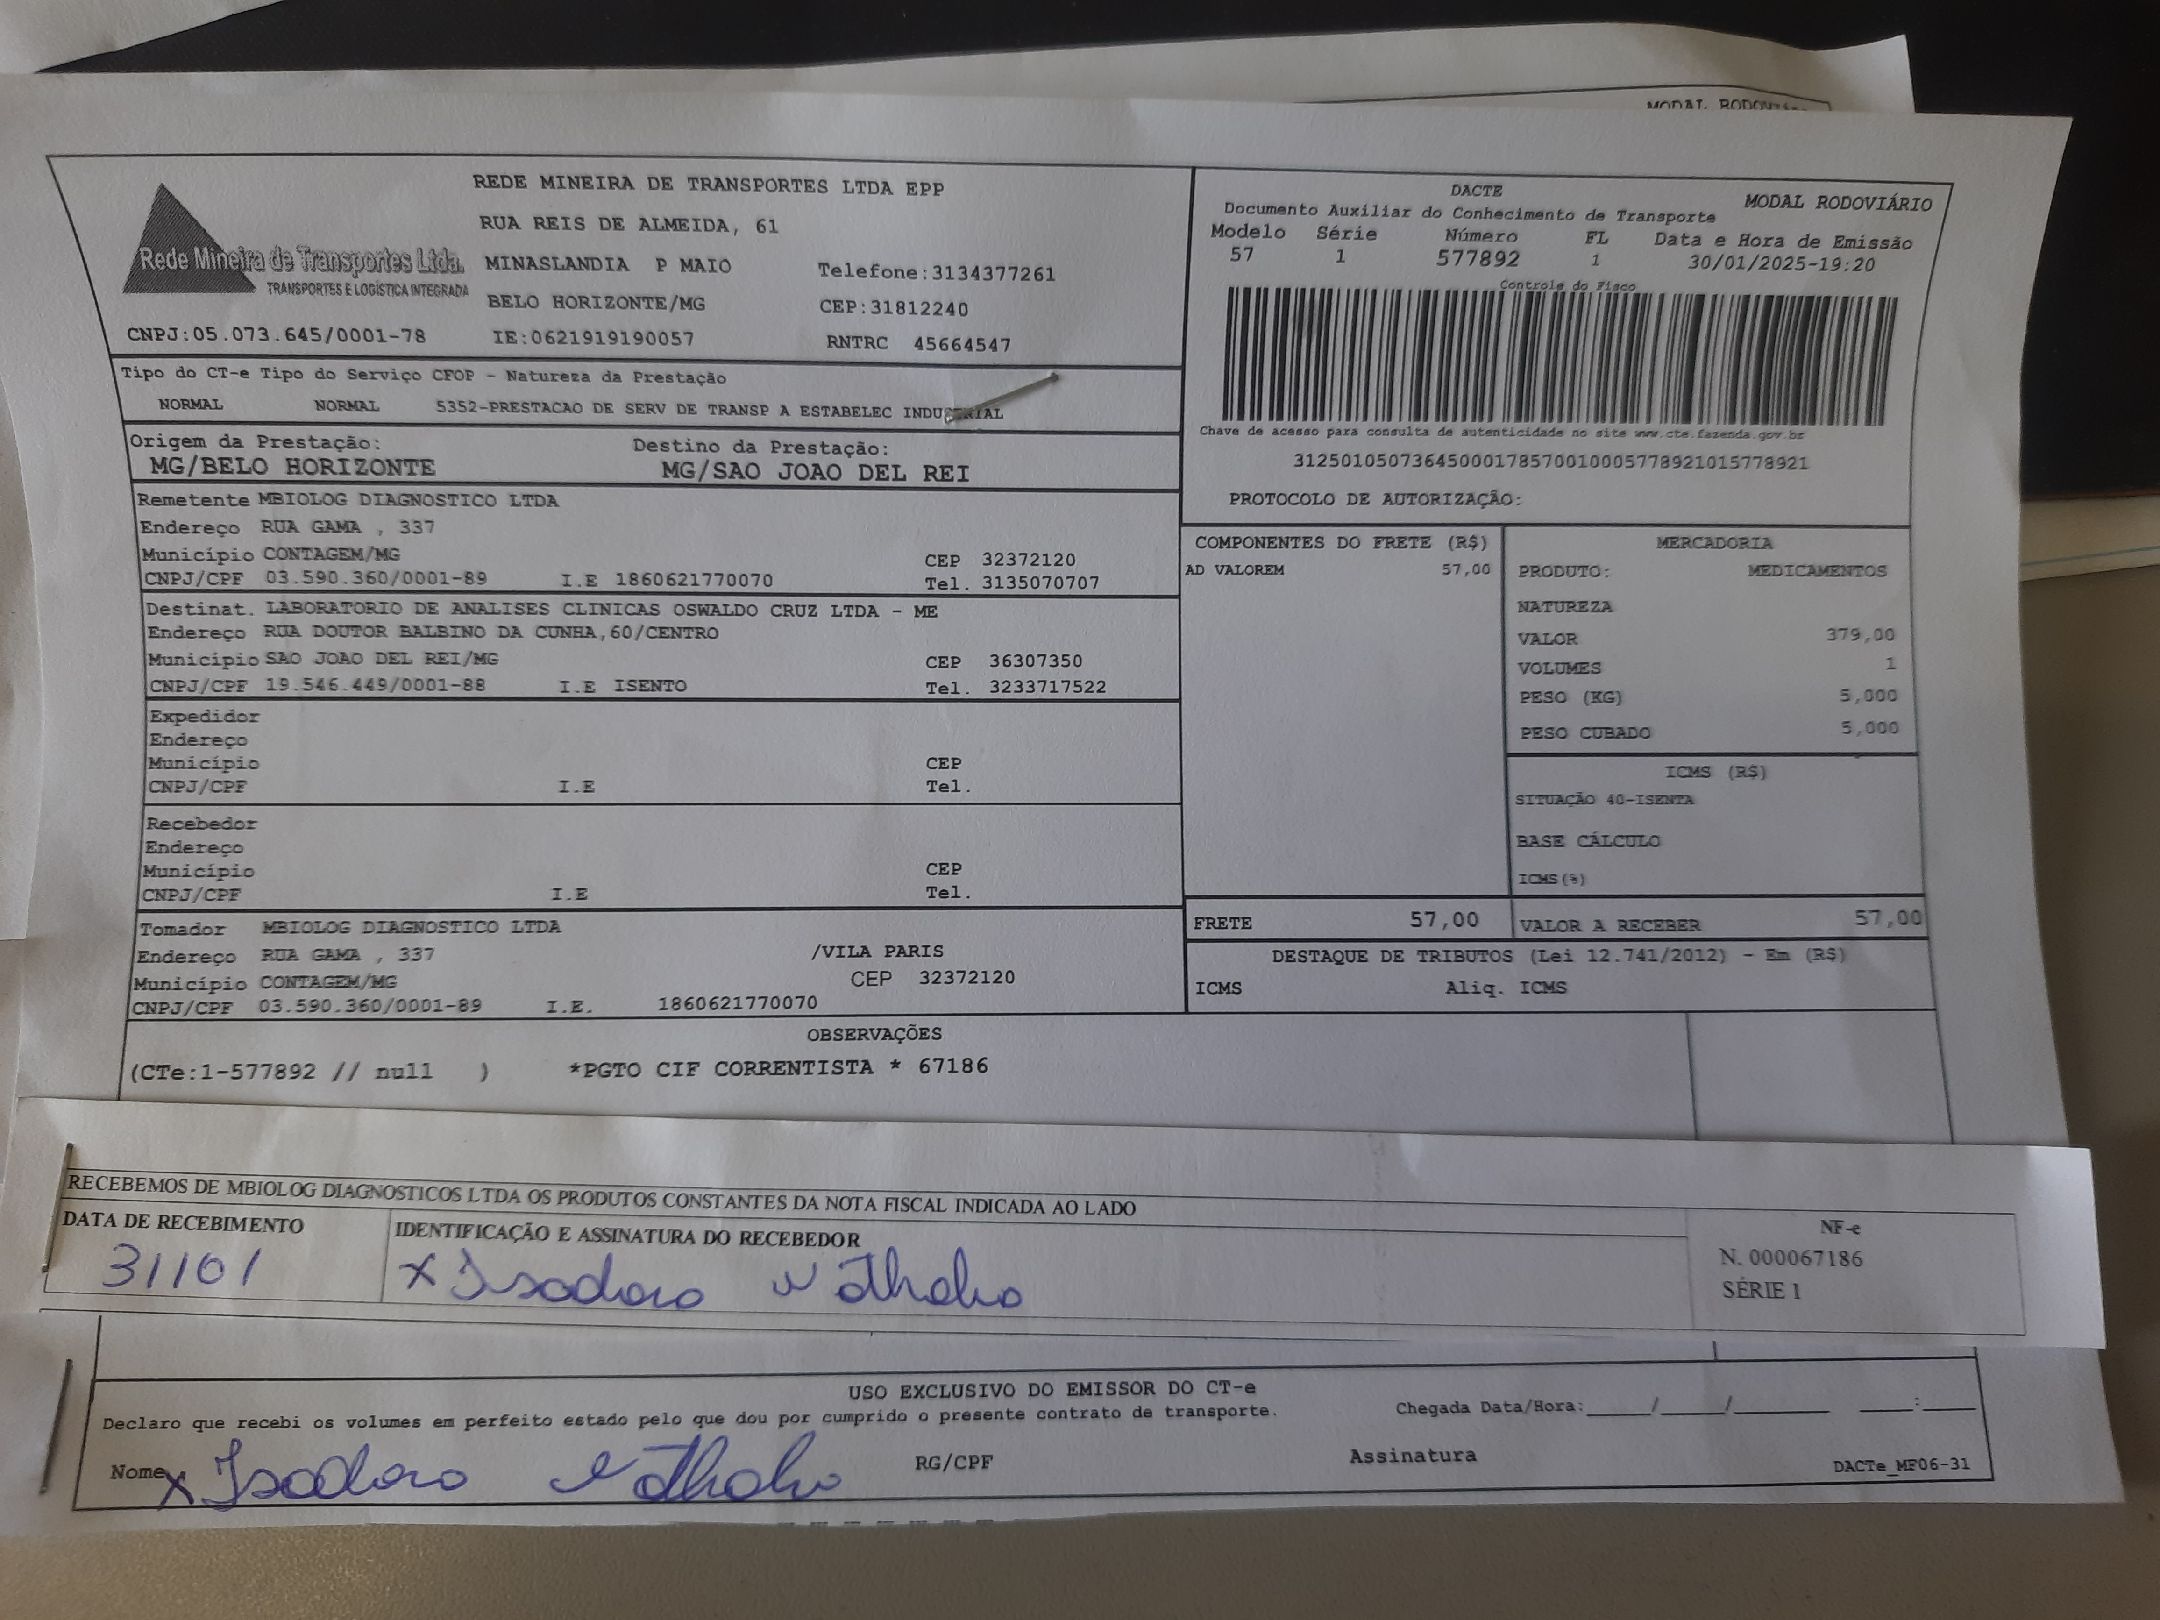 MODAL RODOVIÁRIO
Rede Mineira de Transportes Ltda.
TRANSPORTES E LOGÍSTICA INTEGRADA
REDE MINEIRA DE TRANSPORTES LTDA EPP
RUA REIS DE ALMEIDA, 61
MINASLANDIA P MAIO Telefone:3134377261
BELO HORIZONTE/MG CEP:31812240
CNPJ:05.073.645/0001-78 IE:0621919190057 RNTRC 45664547
DACTE MODAL RODOVIÁRIO
Documento Auxiliar do Conhecimento de Transporte
Modelo Série Número FL Data e Hora de Emissão
57 1 577892 1 30/01/2025-19:20
Controle do Fisco
Chave de acesso para consulta de autenticidade no site www.cte.fazenda.gov.br
31250105073645000178570010005778921015778921
PROTOCOLO DE AUTORIZAÇÃO:
Tipo do CT-e Tipo do Serviço CFOP - Natureza da Prestação
NORMAL NORMAL 5352-PRESTACAO DE SERV DE TRANSP A ESTABELEC INDUSTRIAL
Origem da Prestação: Destino da Prestação:
MG/BELO HORIZONTE MG/SAO JOAO DEL REI
Remetente MBIOLOG DIAGNOSTICO LTDA
Endereço RUA GAMA , 337
Município CONTAGEM/MG CEP 32372120
CNPJ/CPF 03.590.360/0001-89 I.E 1860621770070 Tel. 3135070707
Destinat. LABORATORIO DE ANALISES CLINICAS OSWALDO CRUZ LTDA - ME
Endereço RUA DOUTOR BALBINO DA CUNHA,60/CENTRO
Município SAO JOAO DEL REI/MG CEP 36307350
CNPJ/CPF 19.546.449/0001-88 I.E ISENTO Tel. 3233717522
Expedidor
Endereço
Município CEP
CNPJ/CPF I.E Tel.
Recebedor
Endereço
Município CEP
CNPJ/CPF I.E Tel.
Tomador MBIOLOG DIAGNOSTICO LTDA
Endereço RUA GAMA , 337 /VILA PARIS
Município CONTAGEM/MG CEP 32372120
CNPJ/CPF 03.590.360/0001-89 I.E. 1860621770070
COMPONENTES DO FRETE (R$)
AD VALOREM 57,00
MERCADORIA
PRODUTO: MEDICAMENTOS
NATUREZA
VALOR 379,00
VOLUMES 1
PESO (KG) 5,000
PESO CUBADO 5,000
ICMS (R$)
SITUAÇÃO 40-ISENTA
BASE CÁLCULO
ICMS(%)
FRETE 57,00 VALOR A RECEBER 57,00
DESTAQUE DE TRIBUTOS (Lei 12.741/2012) - Em (R$)
ICMS Aliq. ICMS
OBSERVAÇÕES
(CTe:1-577892 // null ) *PGTO CIF CORRENTISTA * 67186
RECEBEMOS DE MBIOLOG DIAGNOSTICOS LTDA OS PRODUTOS CONSTANTES DA NOTA FISCAL INDICADA AO LADO
DATA DE RECEBIMENTO IDENTIFICAÇÃO E ASSINATURA DO RECEBEDOR
31/01 x Isadora
NF-e
N. 000067186
SÉRIE 1
USO EXCLUSIVO DO EMISSOR DO CT-e
Declaro que recebi os volumes em perfeito estado pelo que dou por cumprido o presente contrato de transporte. Chegada Data/Hora:____/____/______ ___:___
Nome x Isadora RG/CPF Assinatura
DACTe_MF06-31